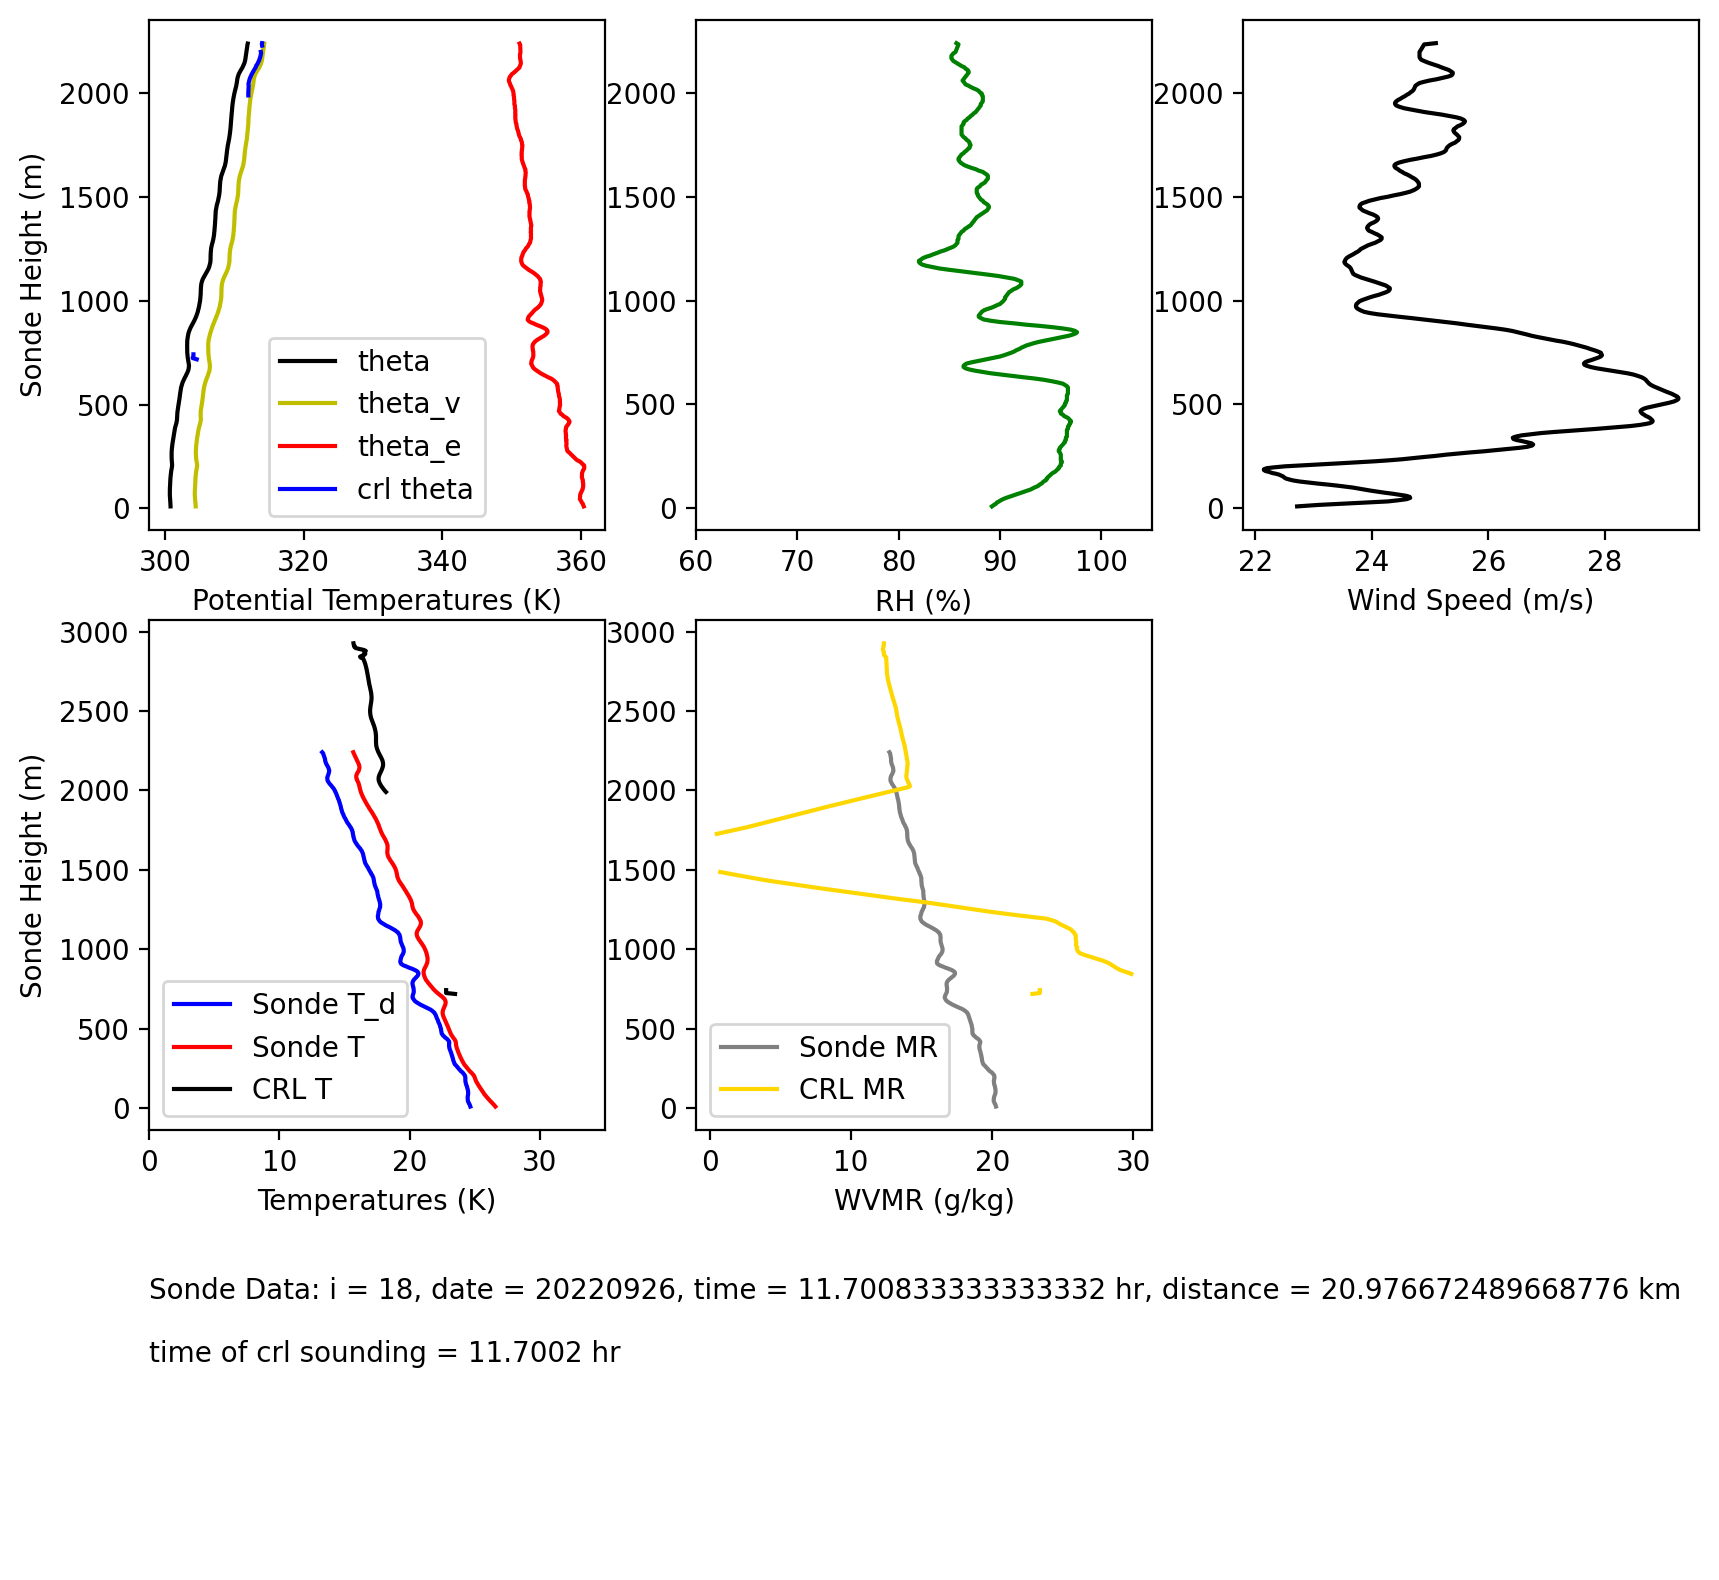 2000
1500
1000
500
0
Sonde Height (m)
theta
theta_v
theta_e
crl theta
300 320 340 360
Potential Temperatures (K)
2000
1500
1000
500
0
60 70 80 90 100
RH (%)
2000
1500
1000
500
0
22 24 26 28
Wind Speed (m/s)
3000
2500
2000
1500
1000
500
0
Sonde Height (m)
Sonde T_d
Sonde T
CRL T
0 10 20 30
Temperatures (K)
3000
2500
2000
1500
1000
500
0
Sonde MR
CRL MR
0 10 20 30
WVMR (g/kg)
Sonde Data: i = 18, date = 20220926, time = 11.700833333333332 hr, distance = 20.976672489668776 km
time of crl sounding = 11.7002 hr